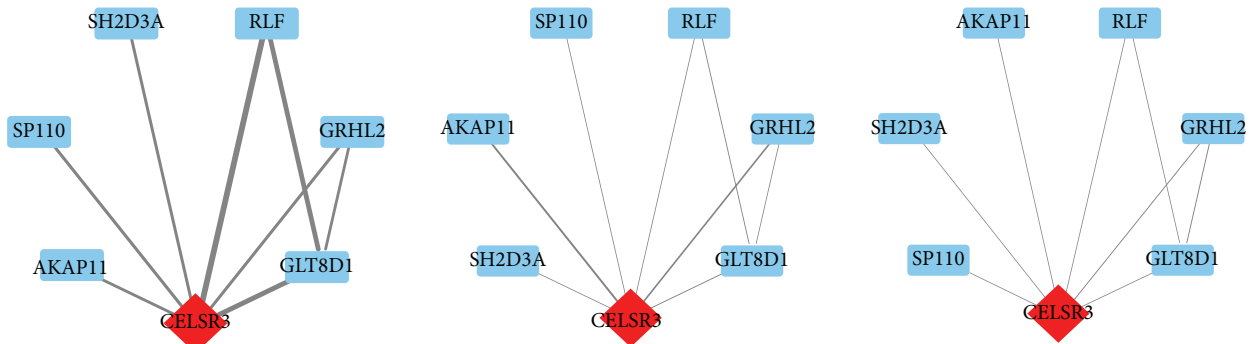 SH2D3A
RLF
SP110
GRHL2
AKAP11
GLT8D1
CELSR3
SP110
RLF
AKAP11
GRHL2
SH2D3A
GLT8D1
CELSR3
AKAP11
RLF
SH2D3A
GRHL2
SP110
GLT8D1
CELSR3